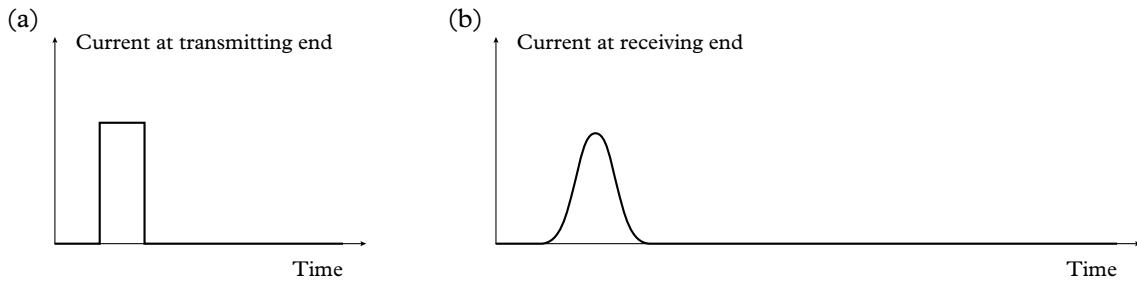 (a)
Current at transmitting end
Time
(b)
Current at receiving end
Time